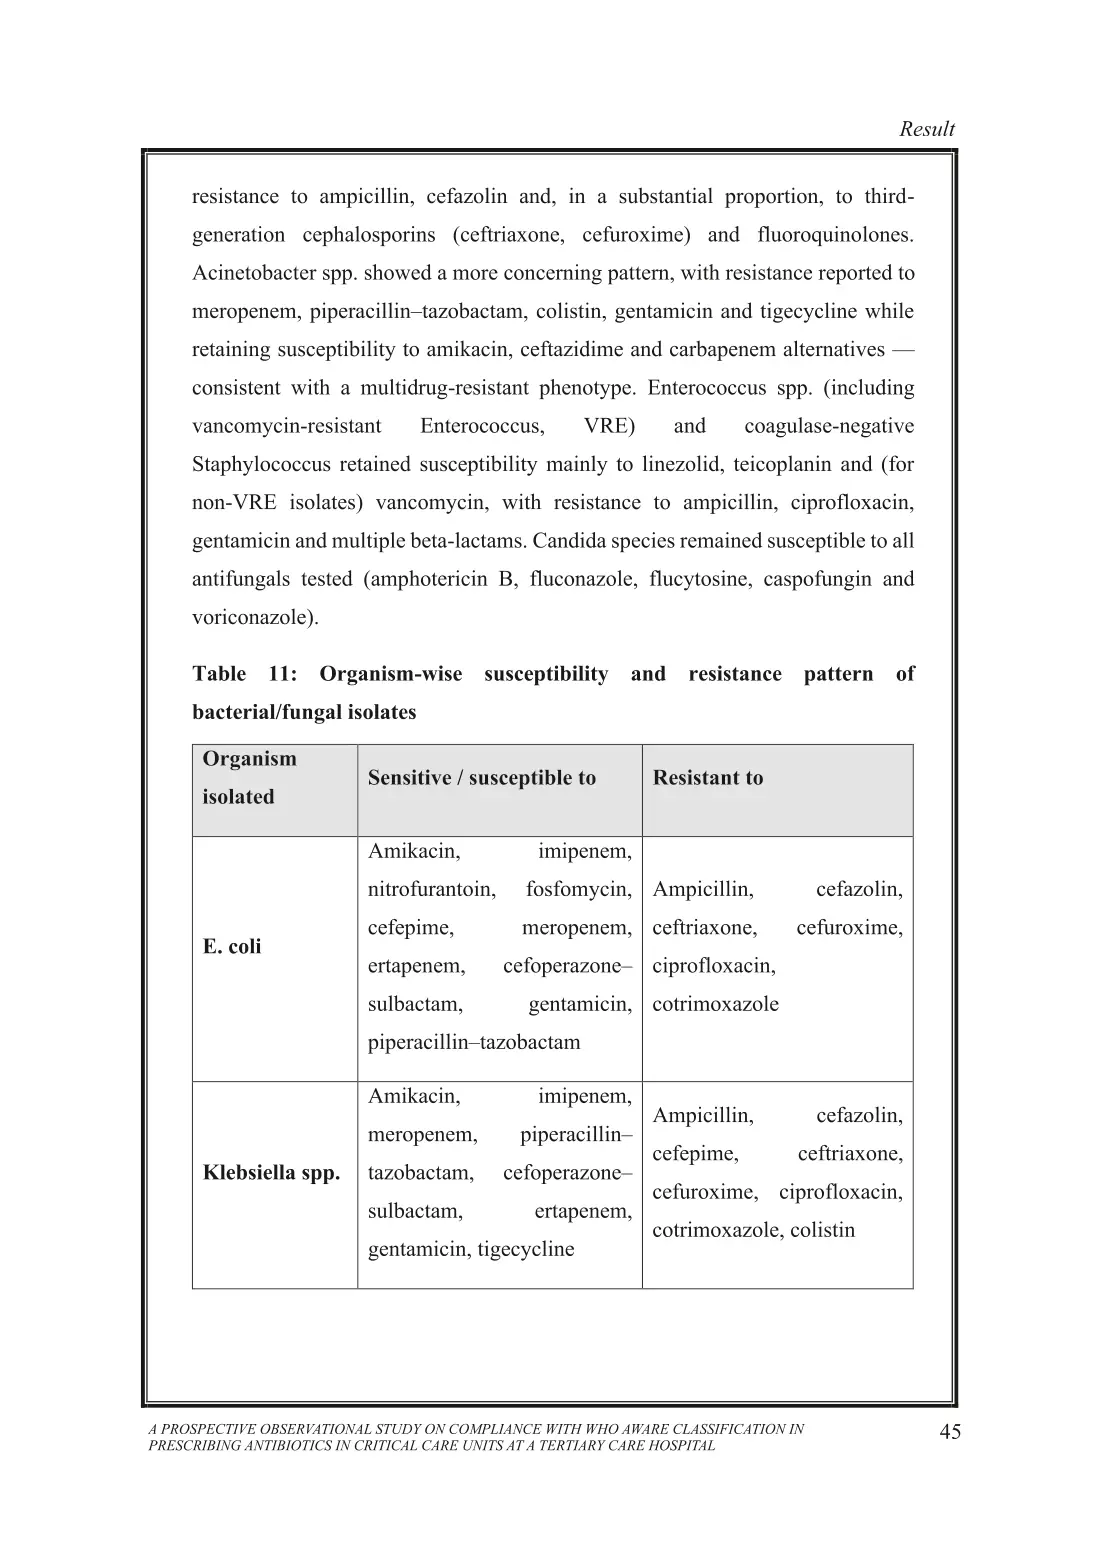 Result
resistance to ampicillin, cefazolin and, in a substantial proportion, to third-
generation cephalosporins (ceftriaxone, cefuroxime) and fluoroquinolones.
Acinetobacter spp. showed a more concerning pattern, with resistance reported to
meropenem, piperacillin–tazobactam, colistin, gentamicin and tigecycline while
retaining susceptibility to amikacin, ceftazidime and carbapenem alternatives —
consistent with a multidrug-resistant phenotype. Enterococcus spp. (including
vancomycin-resistant Enterococcus, VRE) and coagulase-negative
Staphylococcus retained susceptibility mainly to linezolid, teicoplanin and (for
non-VRE isolates) vancomycin, with resistance to ampicillin, ciprofloxacin,
gentamicin and multiple beta-lactams. Candida species remained susceptible to all
antifungals tested (amphotericin B, fluconazole, flucytosine, caspofungin and
voriconazole).
Table 11: Organism-wise susceptibility and resistance pattern of
bacterial/fungal isolates
Organism
isolated
Sensitive / susceptible to
Resistant to
E. coli
Amikacin, imipenem,
nitrofurantoin, fosfomycin,
cefepime, meropenem,
ertapenem, cefoperazone–
sulbactam, gentamicin,
piperacillin–tazobactam
Ampicillin, cefazolin,
ceftriaxone, cefuroxime,
ciprofloxacin,
cotrimoxazole
Klebsiella spp.
Amikacin, imipenem,
meropenem, piperacillin–
tazobactam, cefoperazone–
sulbactam, ertapenem,
gentamicin, tigecycline
Ampicillin, cefazolin,
cefepime, ceftriaxone,
cefuroxime, ciprofloxacin,
cotrimoxazole, colistin
A PROSPECTIVE OBSERVATIONAL STUDY ON COMPLIANCE WITH WHO AWARE CLASSIFICATION IN
PRESCRIBING ANTIBIOTICS IN CRITICAL CARE UNITS AT A TERTIARY CARE HOSPITAL
45